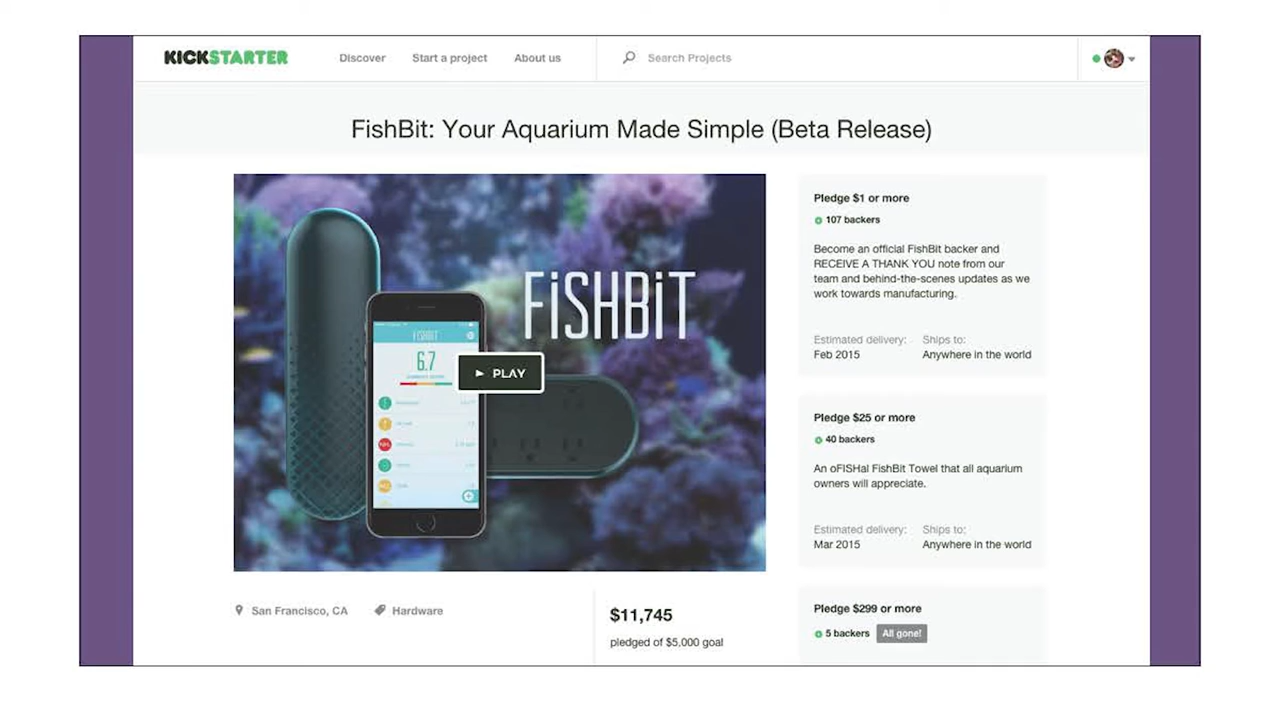 KICKSTARTER
Discover
Start a project
About us
Search Projects
FishBit: Your Aquarium Made Simple (Beta Release)
FiSHBiT
FISHBIT
6.7
PLAY
Pledge $1 or more
107 backers
Become an official FishBit backer and
RECEIVE A THANK YOU note from our
team and behind-the-scenes updates as we
work towards manufacturing.
Estimated delivery: Ships to:
Feb 2015 Anywhere in the world
Pledge $25 or more
40 backers
An oFISHal FishBit Towel that all aquarium
owners will appreciate.
Estimated delivery: Ships to:
Mar 2015 Anywhere in the world
Pledge $299 or more
5 backers All gone!
San Francisco, CA
Hardware
$11,745
pledged of $5,000 goal